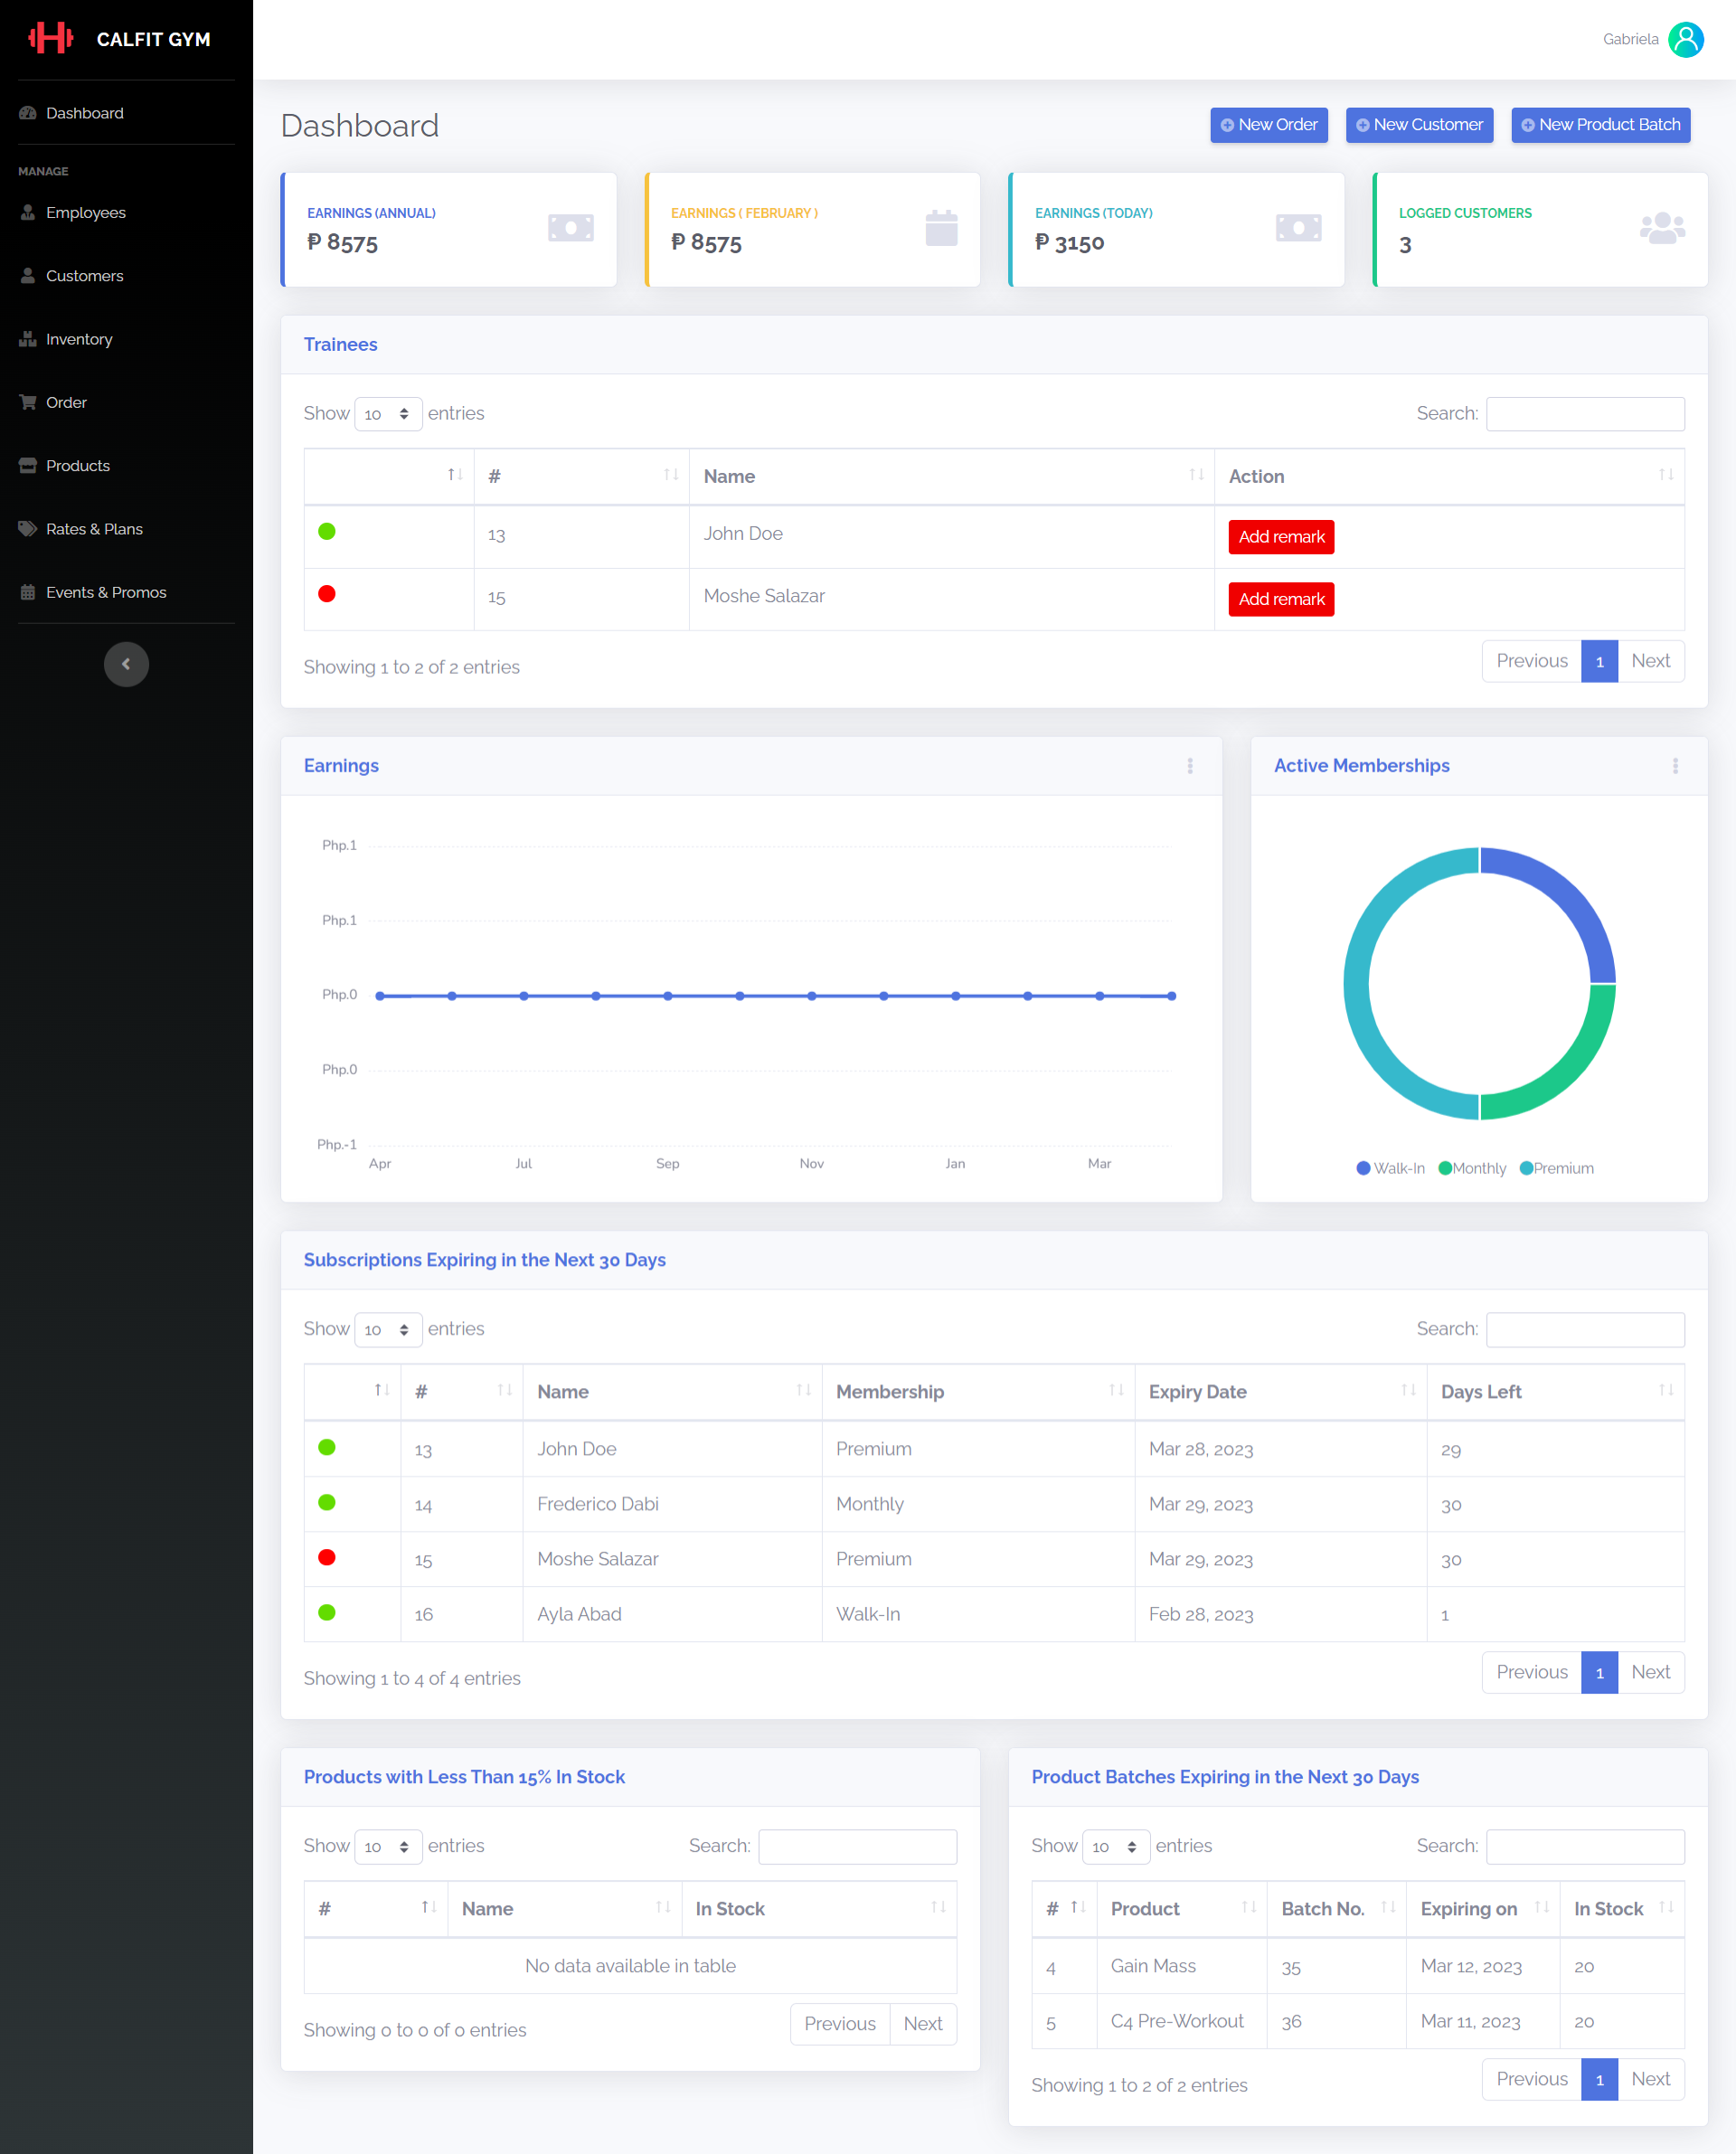 CALFIT GYM
Gabriela
Dashboard
MANAGE
Employees
Customers
Inventory
Order
Products
Rates & Plans
Events & Promos
Dashboard
New Order
New Customer
New Product Batch
EARNINGS (ANNUAL)
₱ 8575
EARNINGS ( FEBRUARY )
₱ 8575
EARNINGS (TODAY)
₱ 3150
LOGGED CUSTOMERS
3
Trainees
Show 10 entries
Search:
# Name Action
13 John Doe Add remark
15 Moshe Salazar Add remark
Showing 1 to 2 of 2 entries
Previous 1 Next
Earnings
Php.1
Php.1
Php.0
Php.0
Php.-1
Apr Jul Sep Nov Jan Mar
Active Memberships
Walk-In Monthly Premium
Subscriptions Expiring in the Next 30 Days
Show 10 entries
Search:
# Name Membership Expiry Date Days Left
13 John Doe Premium Mar 28, 2023 29
14 Frederico Dabi Monthly Mar 29, 2023 30
15 Moshe Salazar Premium Mar 29, 2023 30
16 Ayla Abad Walk-In Feb 28, 2023 1
Showing 1 to 4 of 4 entries
Previous 1 Next
Products with Less Than 15% In Stock
Show 10 entries
Search:
# Name In Stock
No data available in table
Showing 0 to 0 of 0 entries
Previous Next
Product Batches Expiring in the Next 30 Days
Show 10 entries
Search:
# Product Batch No. Expiring on In Stock
4 Gain Mass 35 Mar 12, 2023 20
5 C4 Pre-Workout 36 Mar 11, 2023 20
Showing 1 to 2 of 2 entries
Previous 1 Next